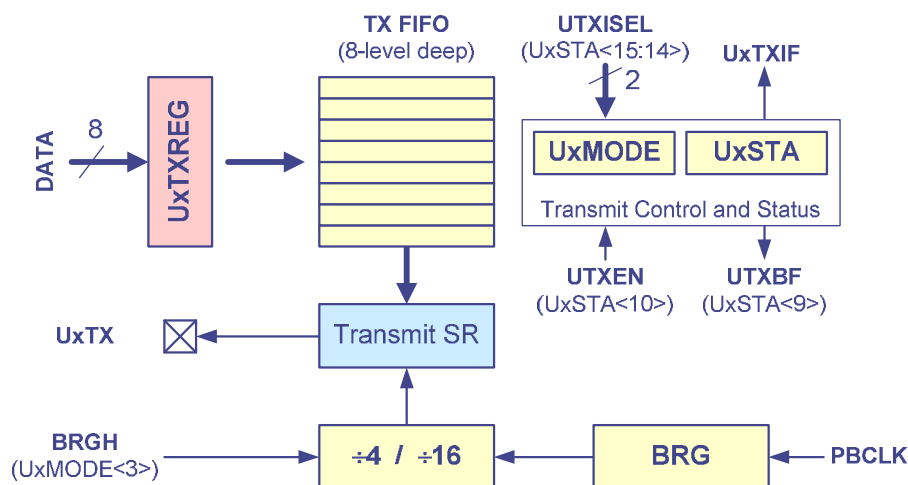 TX FIFO
(8-level deep)
UTXISEL
(UxSTA<15:14>)
2
UxTXIF
DATA
8
UxTXREG
UxMODE
UxSTA
Transmit Control and Status
UTXEN
(UxSTA<10>)
UTXBF
(UxSTA<9>)
UxTX
Transmit SR
BRGH
(UxMODE<3>)
÷4 / ÷16
BRG
PBCLK